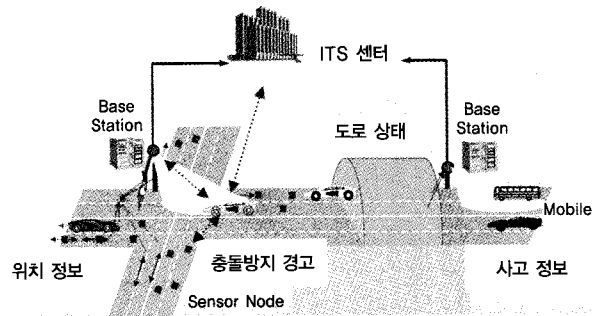 ITS 센터
Base
Station
도로 상태
Base
Station
Mobile
위치 정보
충돌방지 경고
사고 정보
Sensor Node